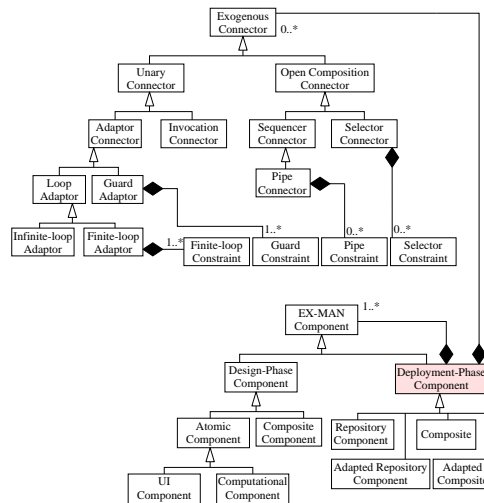 Exogenous
Connector
0..*
Unary
Connector
Open Composition
Connector
Adaptor
Connector
Invocation
Connector
Sequencer
Connector
Selector
Connector
Loop
Adaptor
Guard
Adaptor
Pipe
Connector
Infinite-loop
Adaptor
Finite-loop
Adaptor
1..*
Finite-loop
Constraint
1..*
Guard
Constraint
0..*
Pipe
Constraint
0..*
Selector
Constraint
EX-MAN
Component
1..*
Design-Phase
Component
Deployment-Phase
Component
Atomic
Component
Composite
Component
Repository
Component
Composite
Adapted Repository
Component
Adapted
Composite
UI
Component
Computational
Component